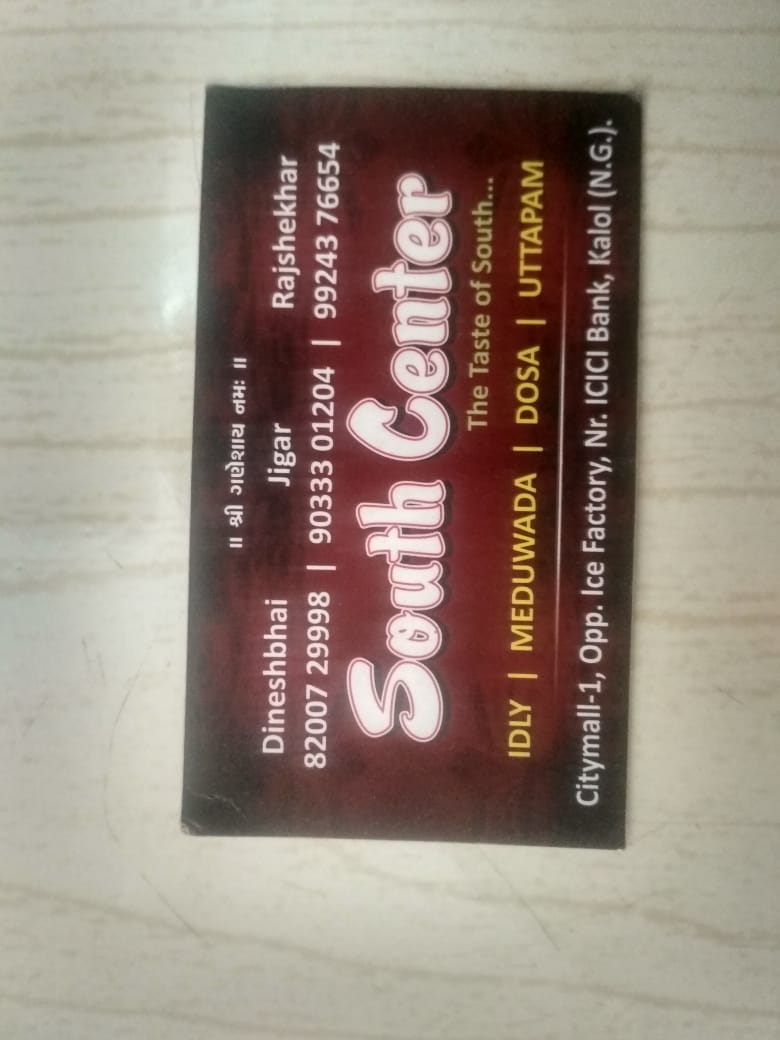 ॥ શ્રી ગણેશાય નમઃ ॥
Dineshbhai Jigar Rajshekhar
82007 29998 | 90333 01204 | 99243 76654
South Center
The Taste of South...
IDLY | MEDUWADA | DOSA | UTTAPAM
Citymall-1, Opp. Ice Factory, Nr. ICICI Bank, Kalol (N.G.).